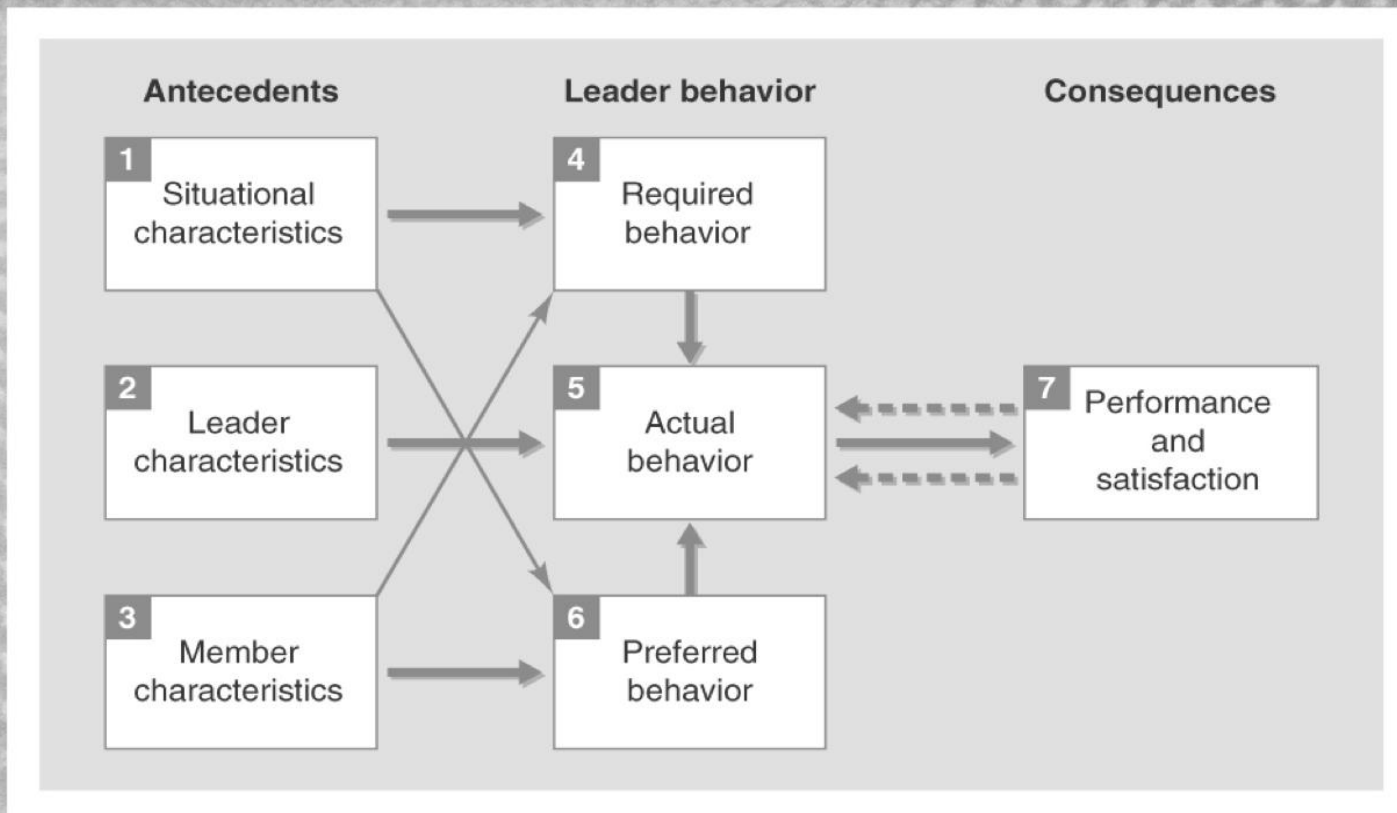 Antecedents
Leader behavior
Consequences
1
Situational
characteristics
4
Required
behavior
2
Leader
characteristics
5
Actual
behavior
7
Performance
and
satisfaction
3
Member
characteristics
6
Preferred
behavior